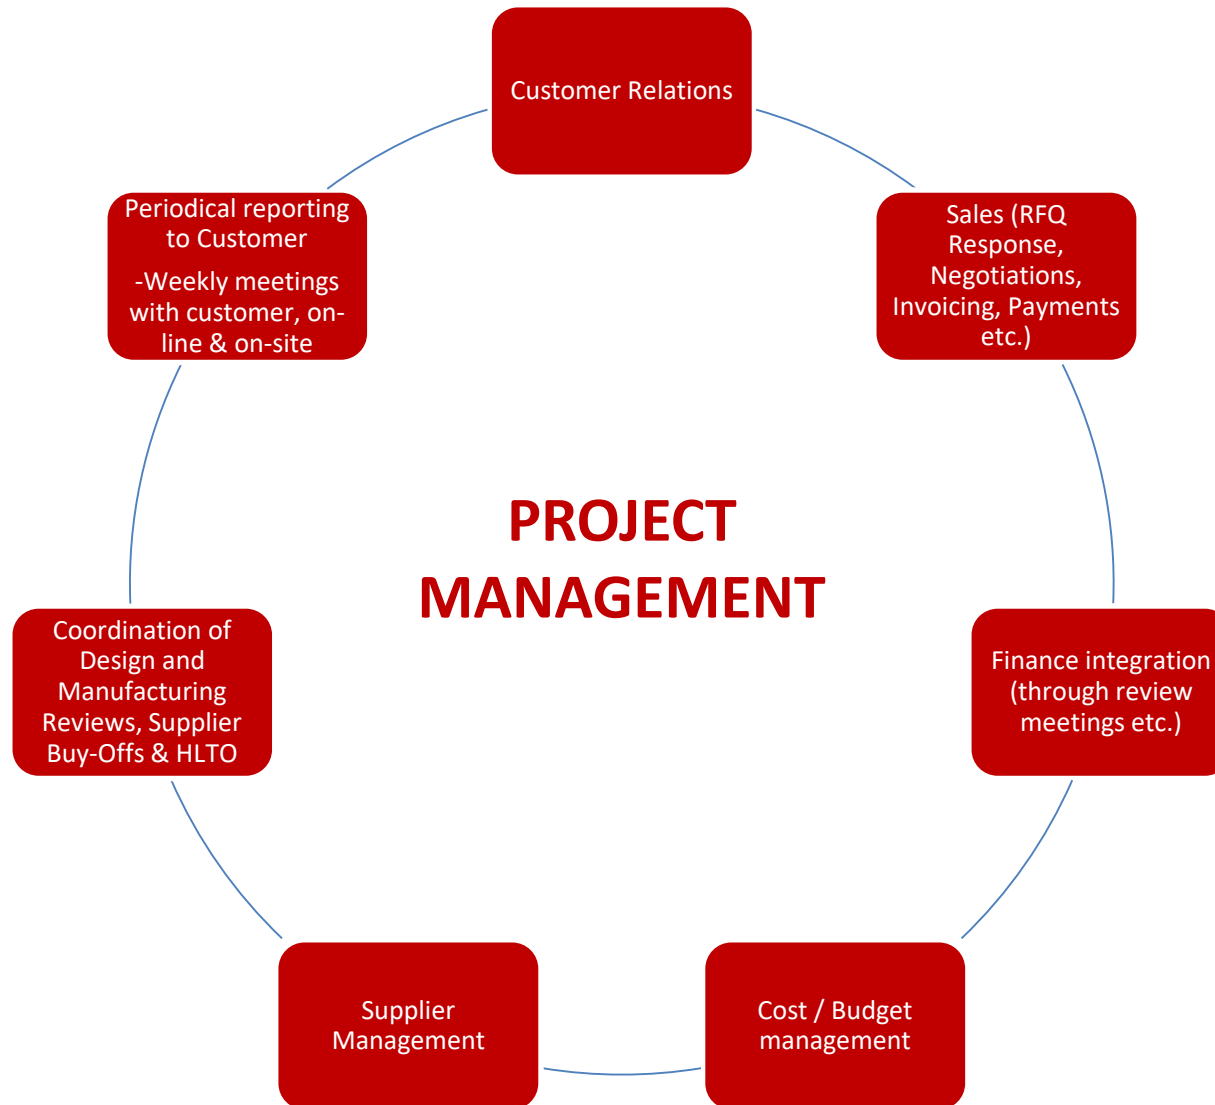 Customer Relations
Sales (RFQ
Response,
Negotiations,
Invoicing, Payments
etc.)
Finance integration
(through review
meetings etc.)
Cost / Budget
management
Supplier
Management
Coordination of
Design and
Manufacturing
Reviews, Supplier
Buy-Offs & HLTO
Periodical reporting
to Customer
-Weekly meetings
with customer, on-
line & on-site
PROJECT
MANAGEMENT